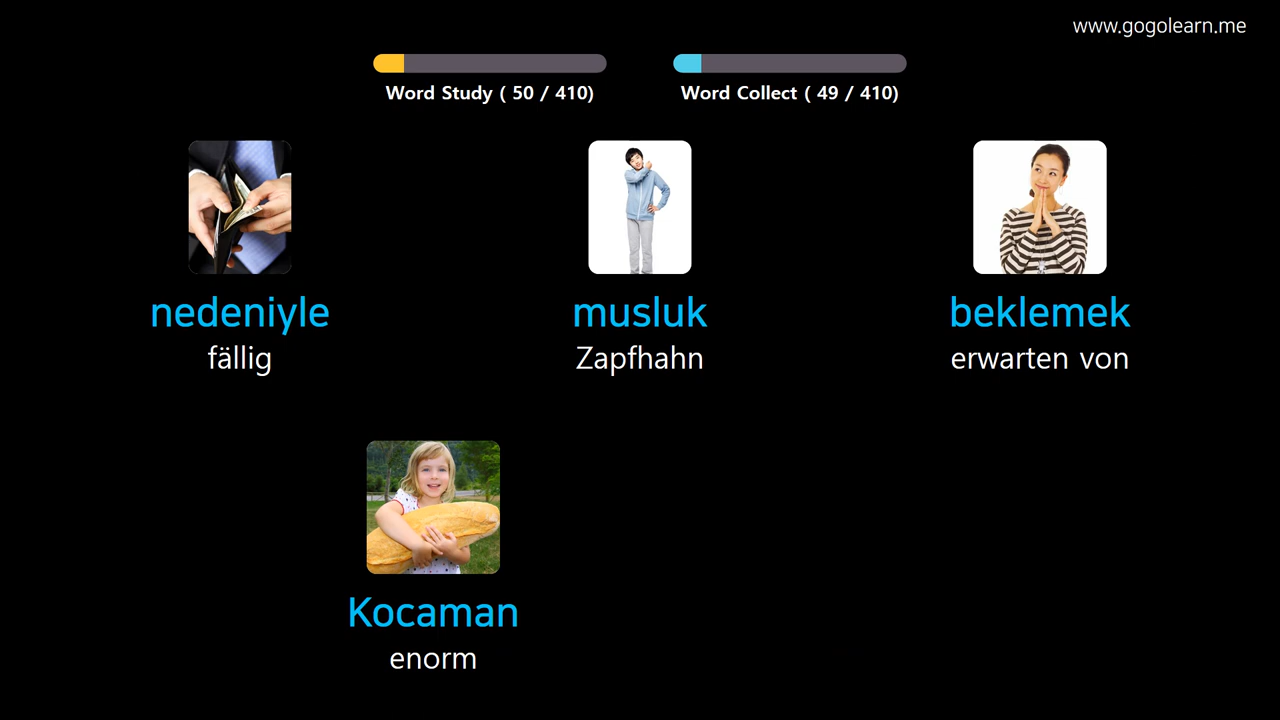 www.gogolearn.me
Word Study ( 50 / 410)
Word Collect ( 49 / 410)
nedeniyle
fällig
musluk
Zapfhahn
beklemek
erwarten von
Kocaman
enorm